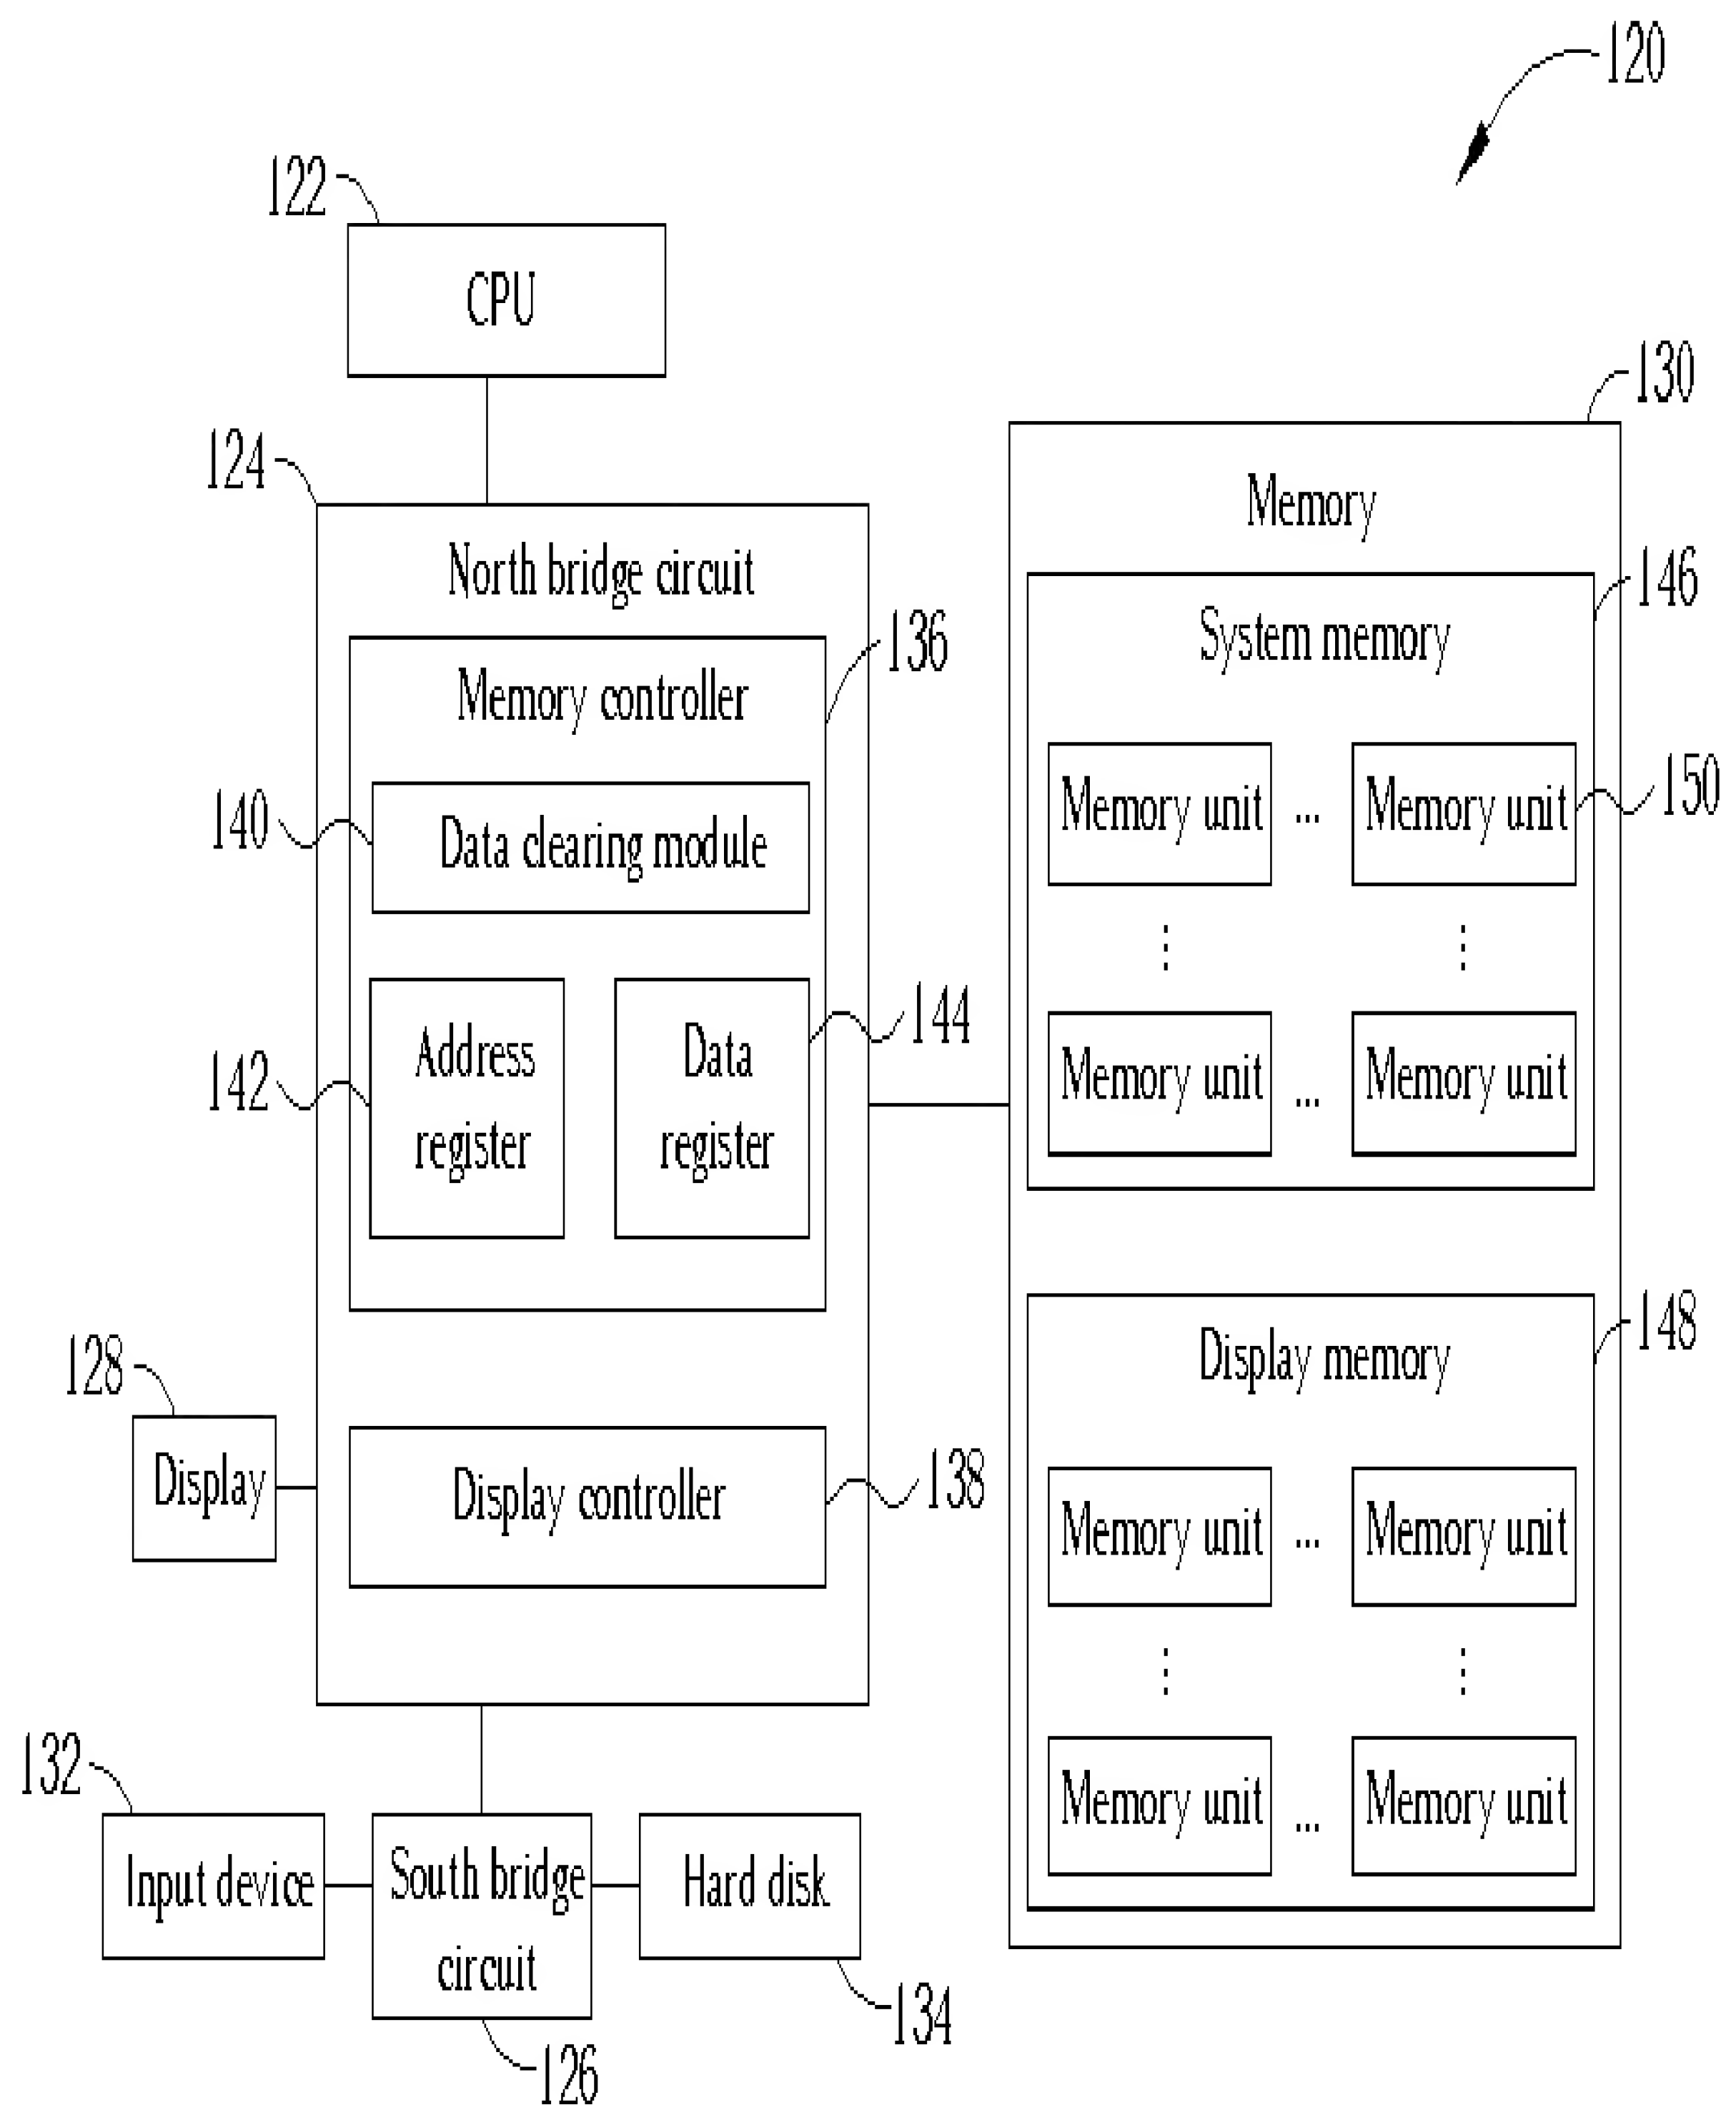 120
122
CPU
130
124
Memory
North bridge circuit
146
System memory
136
Memory controller
150
Memory unit ... Memory unit
140
Data clearing module
⋮ ⋮
144
Address
register
Data
register
142
Memory unit ... Memory unit
148
Display memory
128
Display
138
Display controller
Memory unit ... Memory unit
⋮ ⋮
132
Memory unit ... Memory unit
Input device
South bridge
circuit
Hard disk
134
126